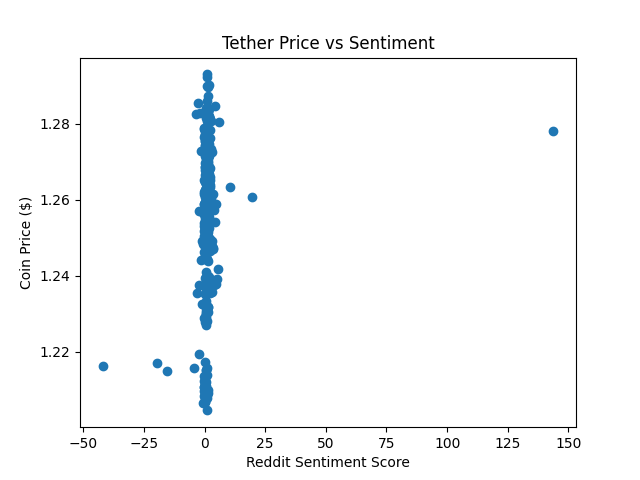 Tether Price vs Sentiment
Coin Price ($)
1.28
1.26
1.24
1.22
−50 −25 0 25 50 75 100 125 150
Reddit Sentiment Score